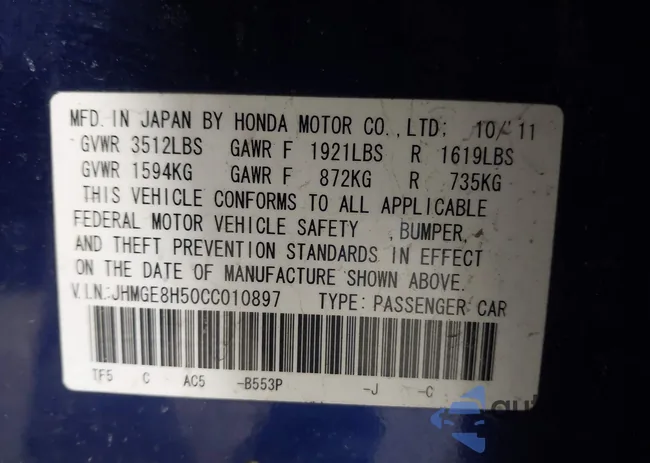 MFD. IN JAPAN BY HONDA MOTOR CO.,LTD; 10/'11
GVWR 3512LBS GAWR F 1921LBS R 1619LBS
GVWR 1594KG GAWR F 872KG R 735KG
THIS VEHICLE CONFORMS TO ALL APPLICABLE
FEDERAL MOTOR VEHICLE SAFETY ,BUMPER,
AND THEFT PREVENTION STANDARDS IN EFFECT
ON THE DATE OF MANUFACTURE SHOWN ABOVE.
V.I.N.:JHMGE8H50CC010897 TYPE: PASSENGER CAR
TF5 C AC5 -B553P -J -C